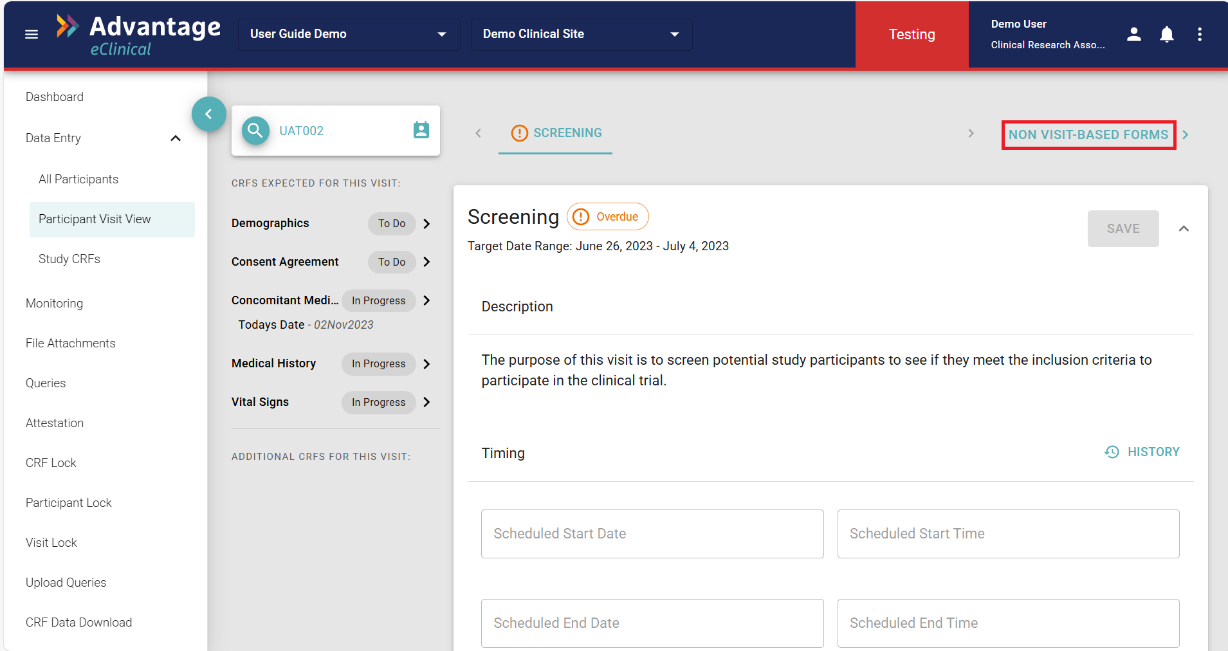 Advantage
eClinical
User Guide Demo
Demo Clinical Site
Testing
Demo User
Clinical Research Asso...
Dashboard
Data Entry
All Participants
Participant Visit View
Study CRFs
Monitoring
File Attachments
Queries
Attestation
CRF Lock
Participant Lock
Visit Lock
Upload Queries
CRF Data Download
UAT002
CRFS EXPECTED FOR THIS VISIT:
Demographics To Do
Consent Agreement To Do
Concomitant Medi... In Progress
Todays Date - 02Nov2023
Medical History In Progress
Vital Signs In Progress
ADDITIONAL CRFS FOR THIS VISIT:
SCREENING
NON VISIT-BASED FORMS
Screening Overdue
SAVE
Target Date Range: June 26, 2023 - July 4, 2023
Description
The purpose of this visit is to screen potential study participants to see if they meet the inclusion criteria to
participate in the clinical trial.
Timing
HISTORY
Scheduled Start Date
Scheduled Start Time
Scheduled End Date
Scheduled End Time